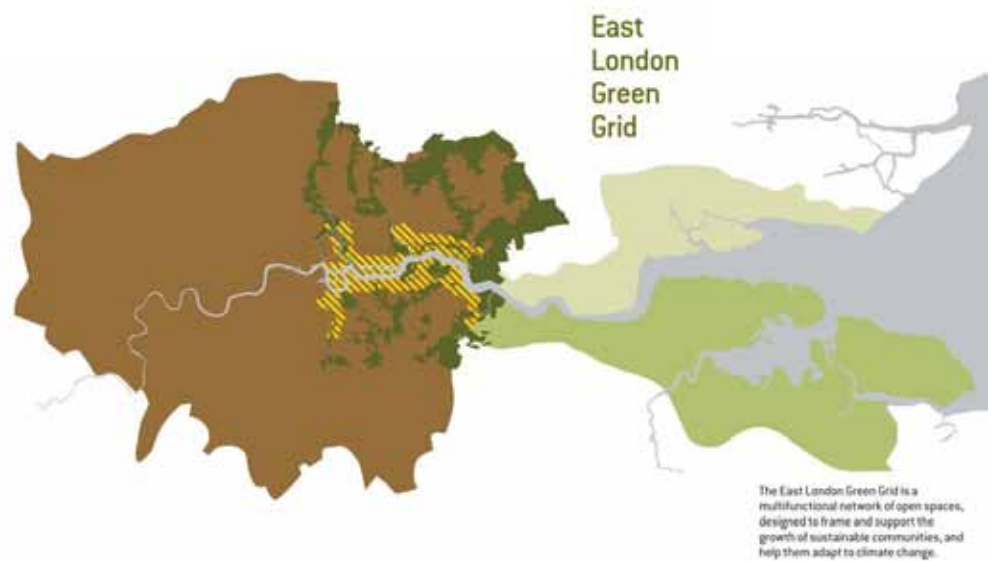 East
London
Green
Grid
The East London Green Grid is a
multifunctional network of open spaces,
designed to frame and support the
growth of sustainable communities, and
help them adapt to climate change.